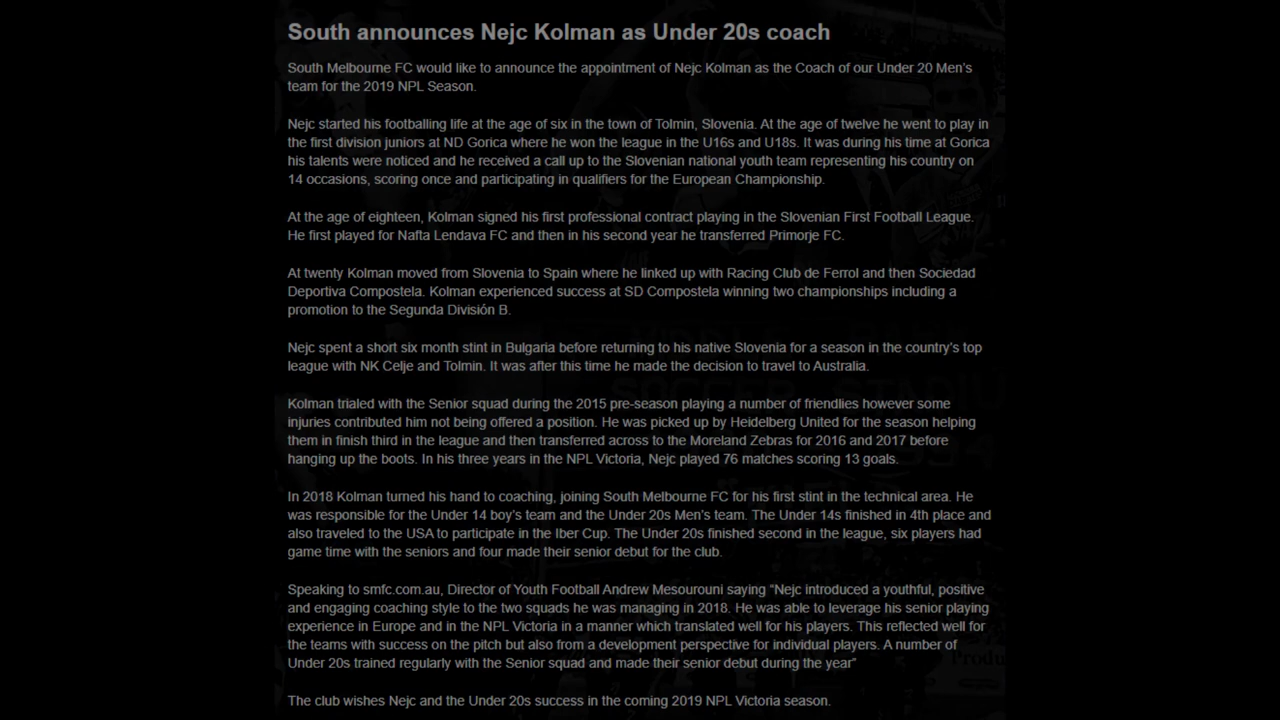 South announces Nejc Kolman as Under 20s coach
South Melbourne FC would like to announce the appointment of Nejc Kolman as the Coach of our Under 20 Men's
team for the 2019 NPL Season.
Nejc started his footballing life at the age of six in the town of Tolmin, Slovenia. At the age of twelve he went to play in
the first division juniors at ND Gorica where he won the league in the U16s and U18s. It was during his time at Gorica
his talents were noticed and he received a call up to the Slovenian national youth team representing his country on
14 occasions, scoring once and participating in qualifiers for the European Championship.
At the age of eighteen, Kolman signed his first professional contract playing in the Slovenian First Football League.
He first played for Nafta Lendava FC and then in his second year he transferred Primorje FC.
At twenty Kolman moved from Slovenia to Spain where he linked up with Racing Club de Ferrol and then Sociedad
Deportiva Compostela. Kolman experienced success at SD Compostela winning two championships including a
promotion to the Segunda División B.
Nejc spent a short six month stint in Bulgaria before returning to his native Slovenia for a season in the country's top
league with NK Celje and Tolmin. It was after this time he made the decision to travel to Australia.
Kolman trialed with the Senior squad during the 2015 pre-season playing a number of friendlies however some
injuries contributed him not being offered a position. He was picked up by Heidelberg United for the season helping
them in finish third in the league and then transferred across to the Moreland Zebras for 2016 and 2017 before
hanging up the boots. In his three years in the NPL Victoria, Nejc played 76 matches scoring 13 goals.
In 2018 Kolman turned his hand to coaching, joining South Melbourne FC for his first stint in the technical area. He
was responsible for the Under 14 boy's team and the Under 20s Men's team. The Under 14s finished in 4th place and
also traveled to the USA to participate in the Iber Cup. The Under 20s finished second in the league, six players had
game time with the seniors and four made their senior debut for the club.
Speaking to smfc.com.au, Director of Youth Football Andrew Mesourouni saying "Nejc introduced a youthful, positive
and engaging coaching style to the two squads he was managing in 2018. He was able to leverage his senior playing
experience in Europe and in the NPL Victoria in a manner which translated well for his players. This reflected well for
the teams with success on the pitch but also from a development perspective for individual players. A number of
Under 20s trained regularly with the Senior squad and made their senior debut during the year"
The club wishes Nejc and the Under 20s success in the coming 2019 NPL Victoria season.